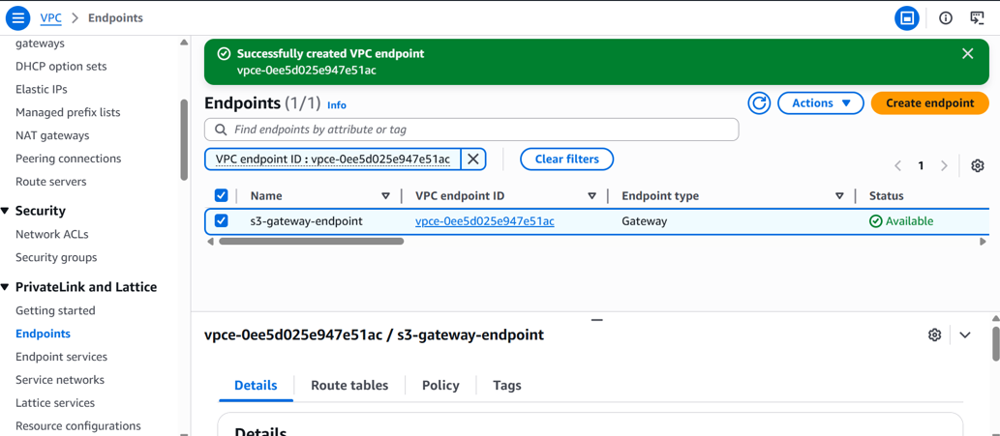 VPC > Endpoints
gateways
DHCP option sets
Elastic IPs
Managed prefix lists
NAT gateways
Peering connections
Route servers
Security
Network ACLs
Security groups
PrivateLink and Lattice
Getting started
Endpoints
Endpoint services
Service networks
Lattice services
Resource configurations
Successfully created VPC endpoint
vpce-0ee5d025e947e51ac
Endpoints (1/1) Info
Actions
Create endpoint
Find endpoints by attribute or tag
VPC endpoint ID : vpce-0ee5d025e947e51ac
Clear filters
1
Name VPC endpoint ID Endpoint type Status
s3-gateway-endpoint vpce-0ee5d025e947e51ac Gateway Available
vpce-0ee5d025e947e51ac / s3-gateway-endpoint
Details Route tables Policy Tags
Details